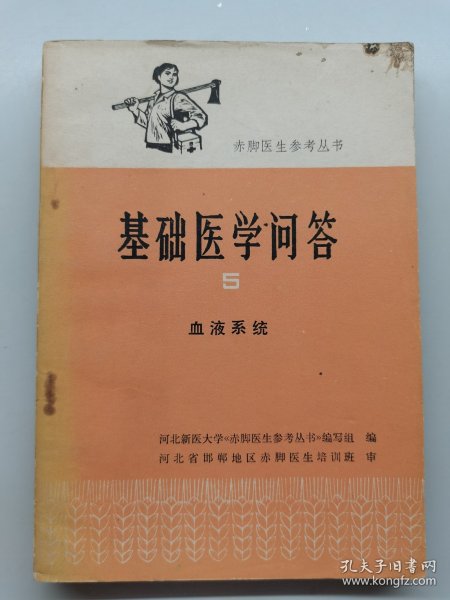 赤脚医生参考丛书
基础医学问答
5
血液系统
河北新医大学《赤脚医生参考丛书》编写组 编
河北省邯郸地区赤脚医生培训班 审
孔夫子旧书网
www.kongfz.com